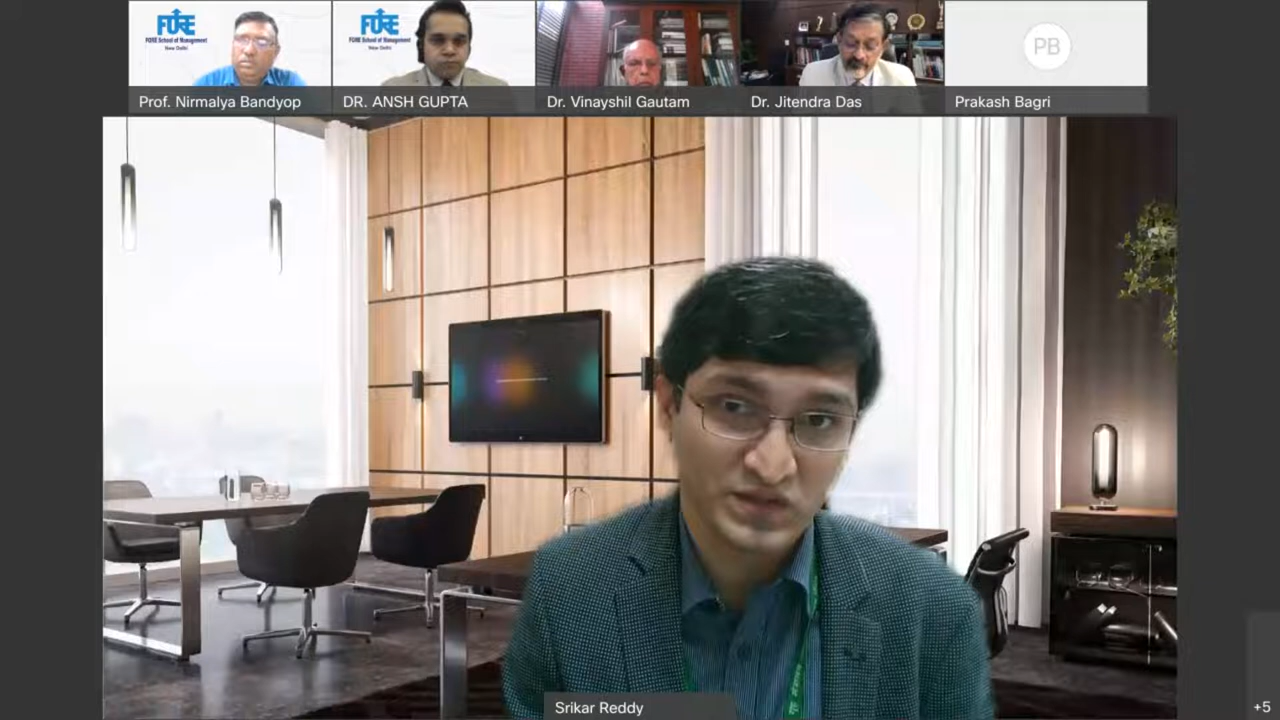 FORE
FORE School of Management
New Delhi
FORE
FORE School of Management
New Delhi
Prof. Nirmalya Bandyop
DR. ANSH GUPTA
Dr. Vinayshil Gautam
Dr. Jitendra Das
PB
Prakash Bagri
Srikar Reddy
+5